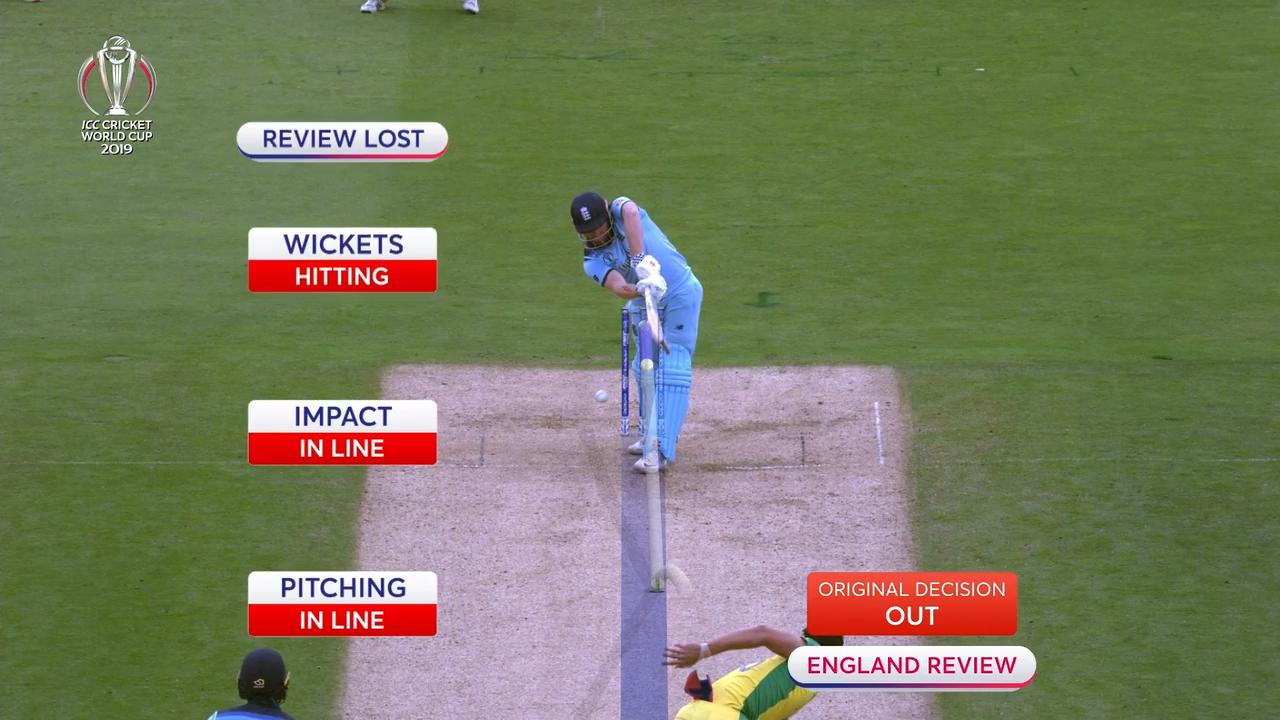 ICC CRICKET
WORLD CUP
2019
REVIEW LOST
WICKETS
HITTING
IMPACT
IN LINE
PITCHING
IN LINE
ORIGINAL DECISION
OUT
ENGLAND REVIEW